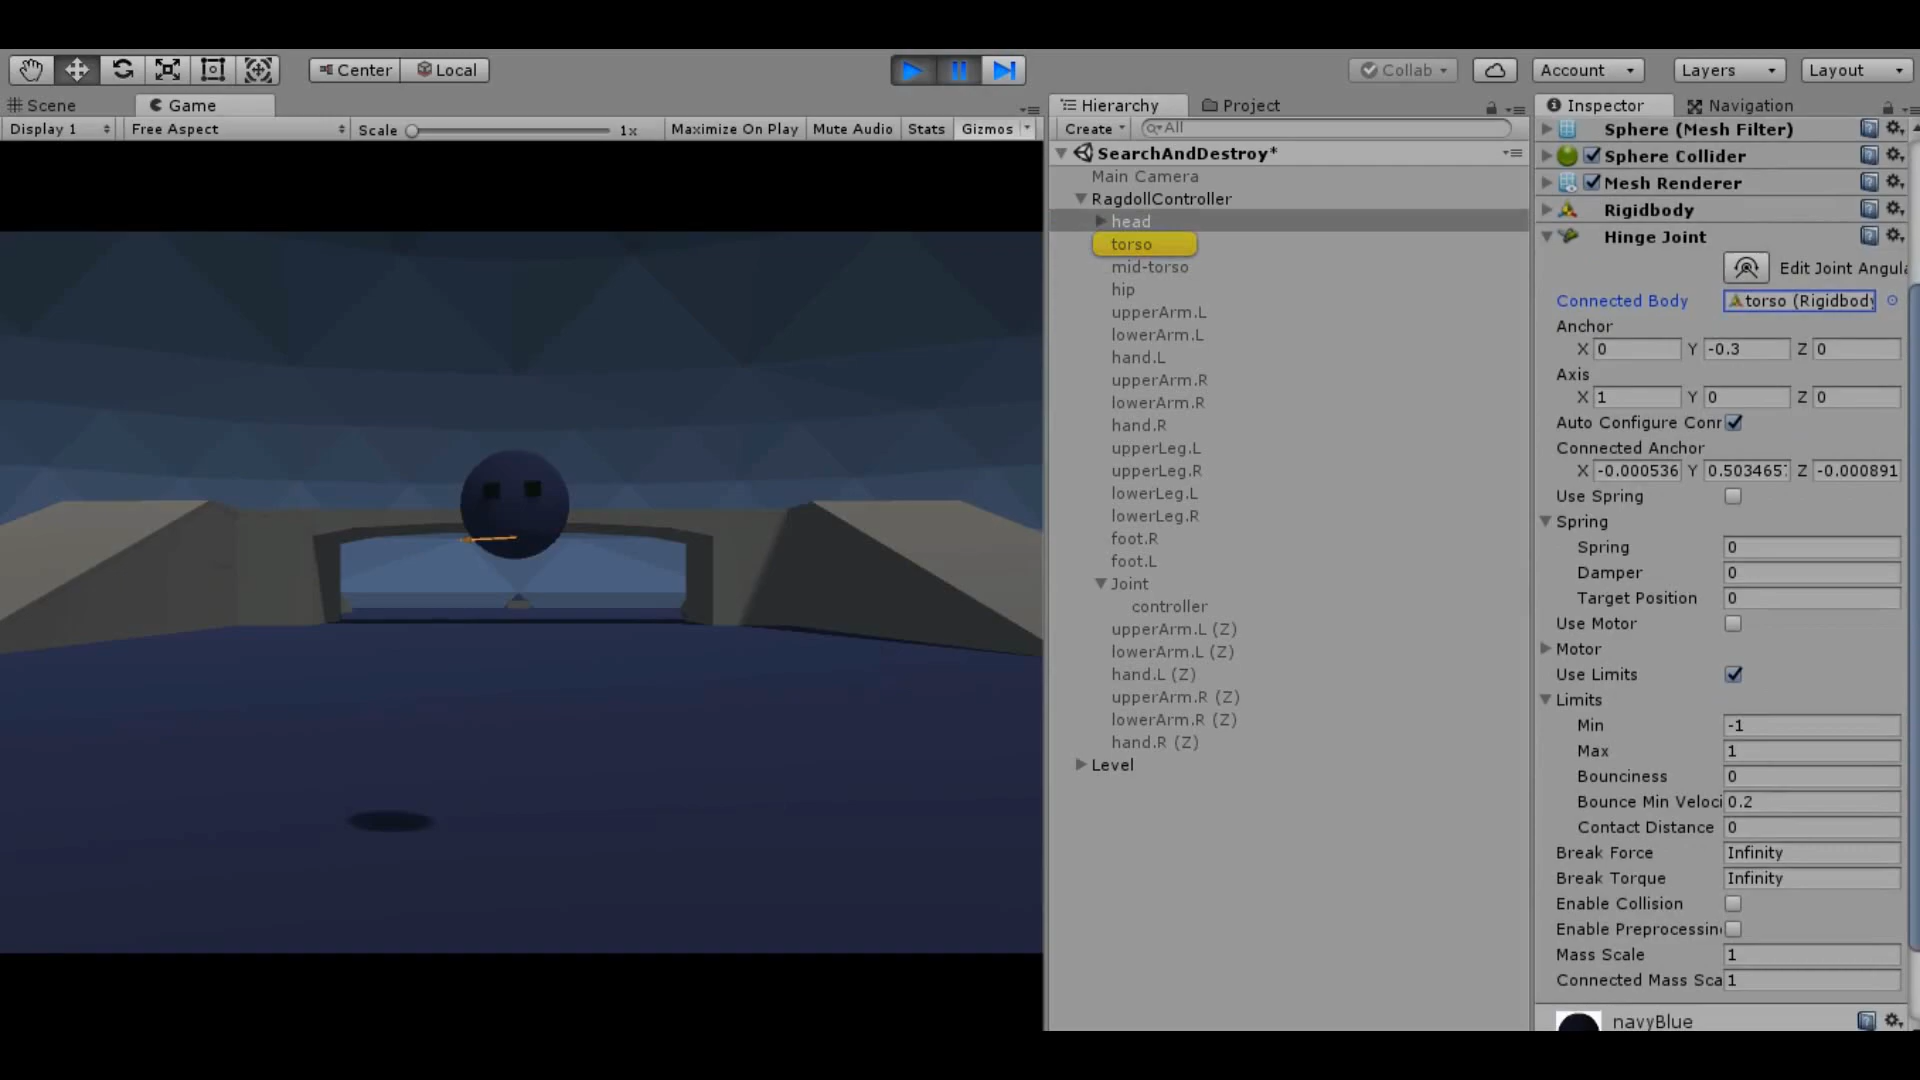 Center Local
Collab Account Layers Layout
Scene Game
Hierarchy Project
Inspector Navigation
Display 1 Free Aspect Scale 1x Maximize On Play Mute Audio Stats Gizmos
Create All
SearchAndDestroy*
Main Camera
RagdollController
head
torso
mid-torso
hip
upperArm.L
lowerArm.L
hand.L
upperArm.R
lowerArm.R
hand.R
upperLeg.L
upperLeg.R
lowerLeg.L
lowerLeg.R
foot.R
foot.L
Joint
controller
upperArm.L (Z)
lowerArm.L (Z)
hand.L (Z)
upperArm.R (Z)
lowerArm.R (Z)
hand.R (Z)
Level
Sphere (Mesh Filter)
Sphere Collider
Mesh Renderer
Rigidbody
Hinge Joint
Edit Joint Angula
Connected Body torso (Rigidbody
Anchor
X 0 Y -0.3 Z 0
Axis
X 1 Y 0 Z 0
Auto Configure Conr
Connected Anchor
X -0.000536 Y 0.503465 Z -0.000891
Use Spring
Spring
Spring 0
Damper 0
Target Position 0
Use Motor
Motor
Use Limits
Limits
Min -1
Max 1
Bounciness 0
Bounce Min Veloci 0.2
Contact Distance 0
Break Force Infinity
Break Torque Infinity
Enable Collision
Enable Preprocessin
Mass Scale 1
Connected Mass Sca 1
navyBlue